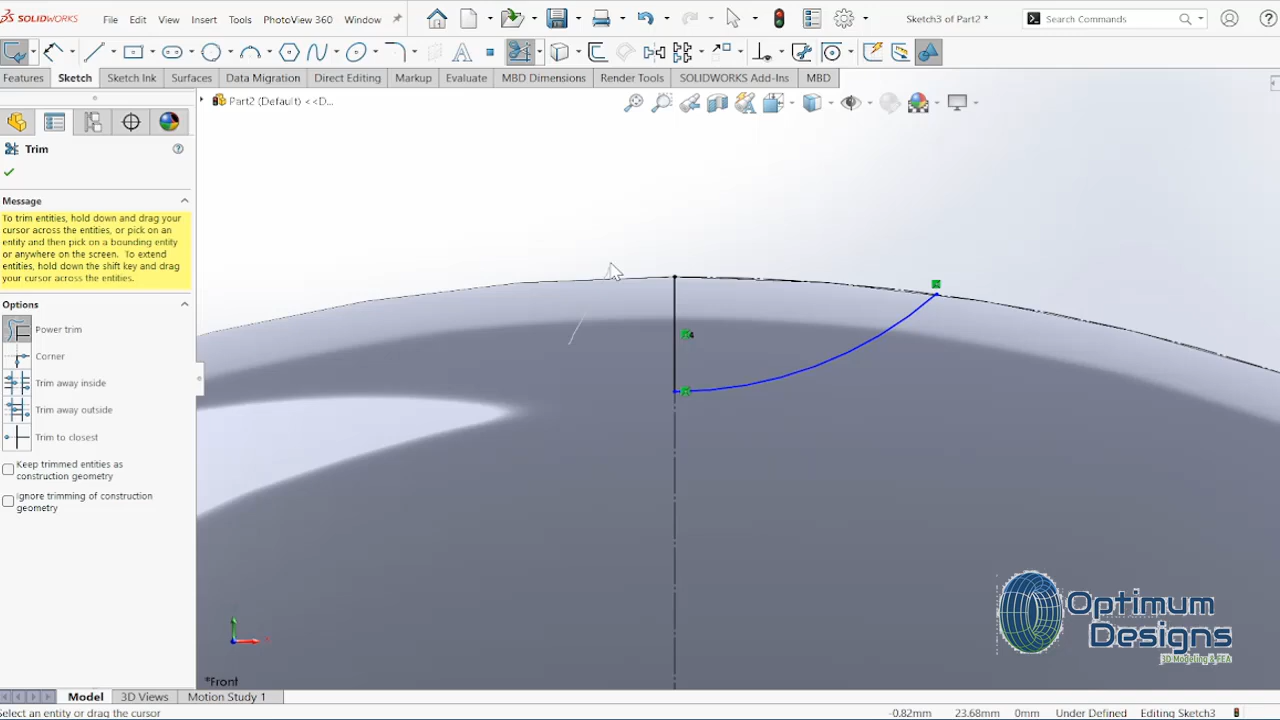 SOLIDWORKS
File
Edit
View
Insert
Tools
PhotoView 360
Window
Sketch3 of Part2 *
Search Commands
Features
Sketch
Sketch Ink
Surfaces
Data Migration
Direct Editing
Markup
Evaluate
MBD Dimensions
Render Tools
SOLIDWORKS Add-Ins
MBD
Part2 (Default) <<D...
Trim
Message
To trim entities, hold down and drag your
cursor across the entities, or pick on an
entity and then pick on a bounding entity
or anywhere on the screen. To extend
entities, hold down the shift key and drag
your cursor across the entities.
Options
Power trim
Corner
Trim away inside
Trim away outside
Trim to closest
Keep trimmed entities as
construction geometry
Ignore trimming of construction
geometry
4
Optimum
Designs
3D Modeling & FEA
*Front
Model
3D Views
Motion Study 1
Select an entity or drag the cursor
-0.82mm
23.68mm
0mm
Under Defined
Editing Sketch3